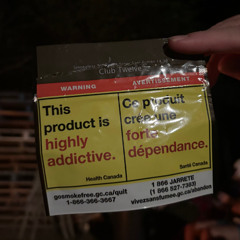 Club
WARNING
AVERTISSEMENT
This
product is
highly
addictive.
Health Canada
Ce produit
crée une
forte
dépendance.
Santé Canada
gosmokefree.gc.ca/quit
1-866-366-3667
1 866 JARRETE
(1 866 527-7383)
vivezsansfumee.gc.ca/abandon